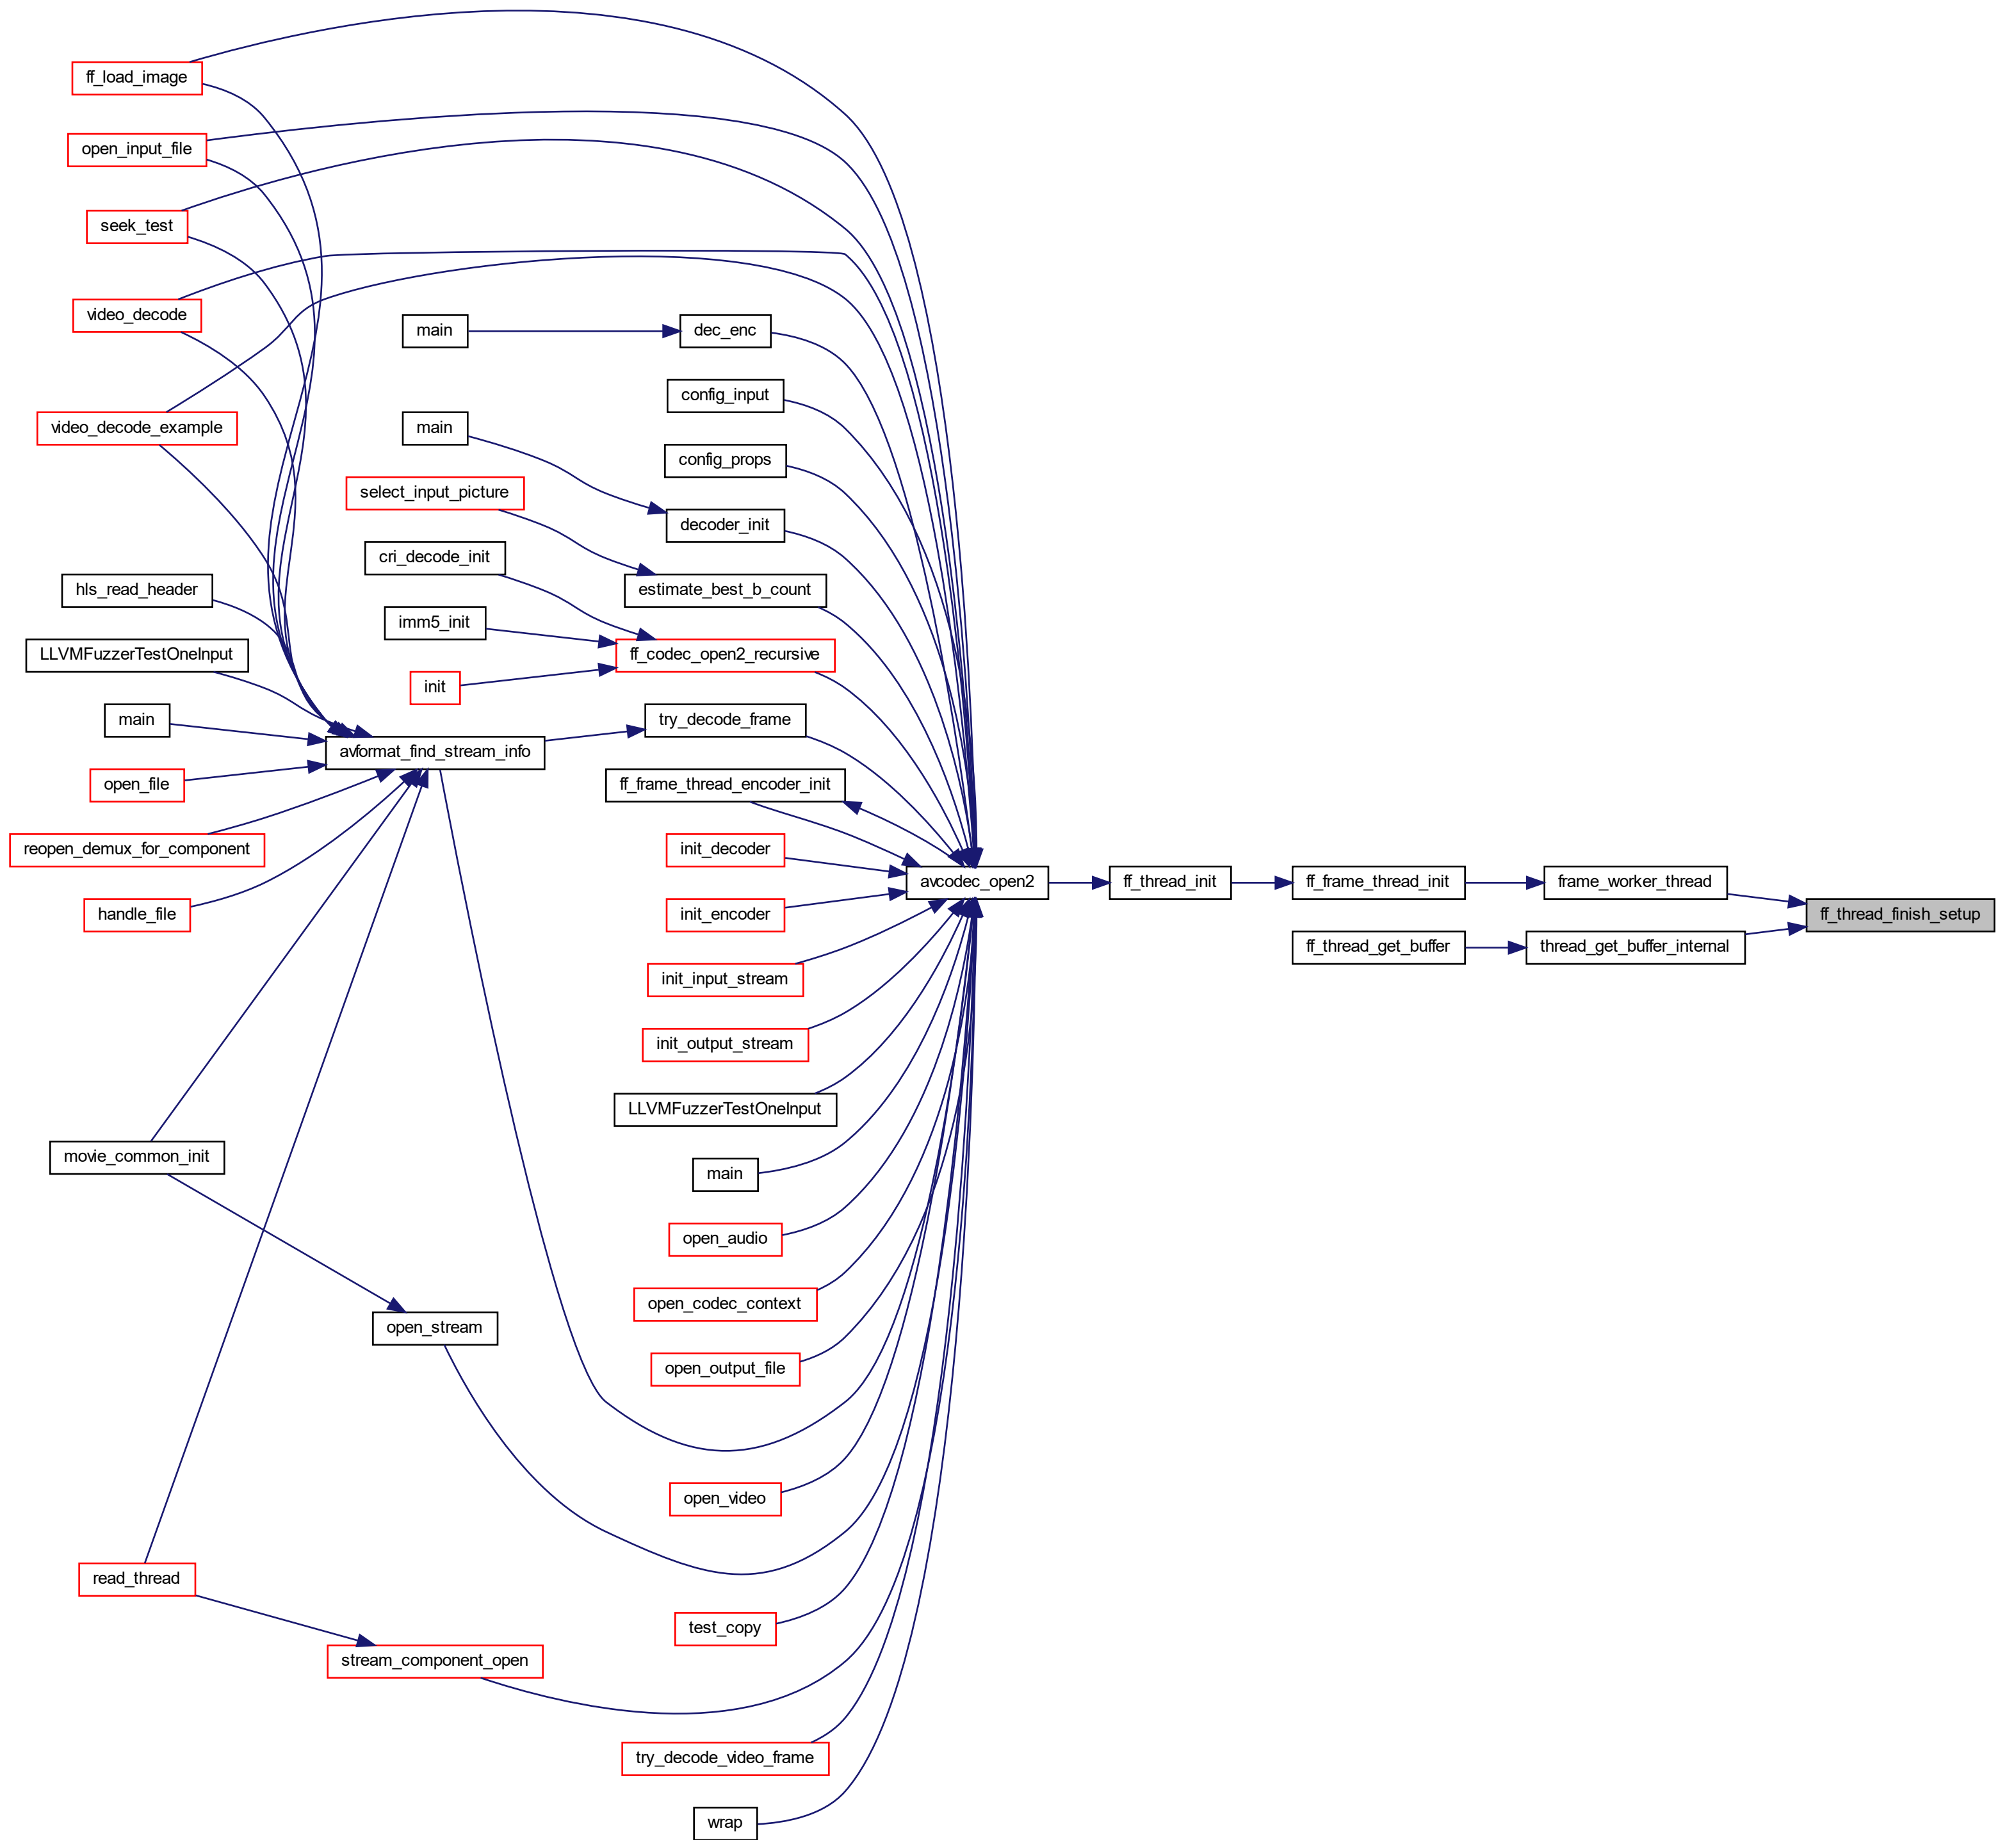 ff_load_image
open_input_file
seek_test
video_decode
main
dec_enc
config_input
video_decode_example
main
config_props
select_input_picture
decoder_init
cri_decode_init
hls_read_header
estimate_best_b_count
imm5_init
LLVMFuzzerTestOneInput
ff_codec_open2_recursive
init
main
try_decode_frame
avformat_find_stream_info
open_file
ff_frame_thread_encoder_init
reopen_demux_for_component
init_decoder
avcodec_open2
ff_thread_init
ff_frame_thread_init
frame_worker_thread
handle_file
init_encoder
ff_thread_finish_setup
ff_thread_get_buffer
thread_get_buffer_internal
init_input_stream
init_output_stream
LLVMFuzzerTestOneInput
movie_common_init
main
open_audio
open_codec_context
open_stream
open_output_file
open_video
read_thread
test_copy
stream_component_open
try_decode_video_frame
wrap